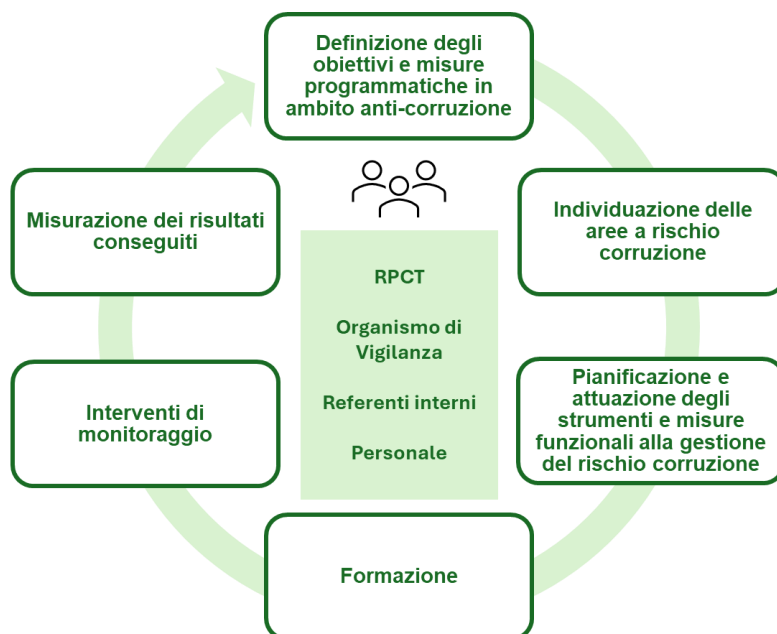 Definizione degli
obiettivi e misure
programmatiche in
ambito anti-corruzione
Individuazione delle
aree a rischio
corruzione
Pianificazione e
attuazione degli
strumenti e misure
funzionali alla gestione
del rischio corruzione
Formazione
Interventi di
monitoraggio
Misurazione dei risultati
conseguiti
RPCT
Organismo di
Vigilanza
Referenti interni
Personale